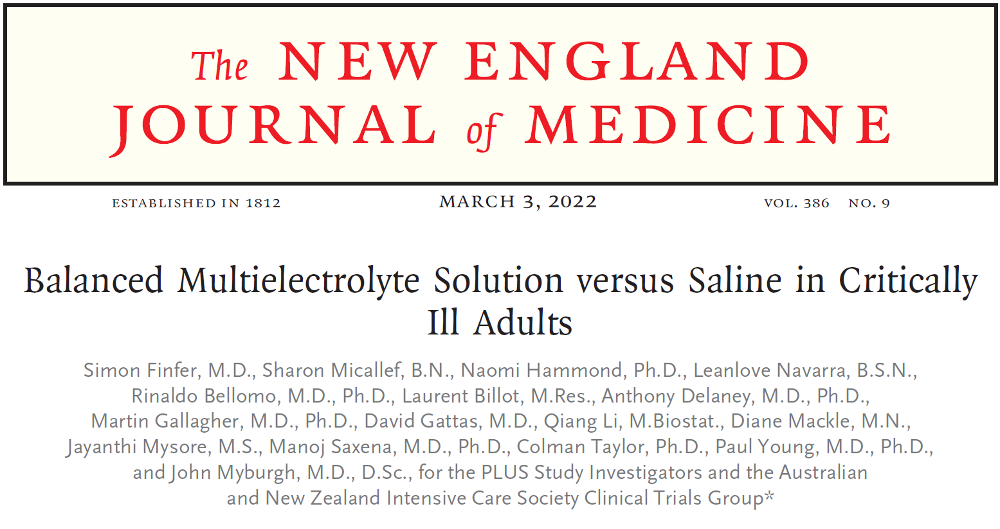 The NEW ENGLAND
JOURNAL of MEDICINE
ESTABLISHED IN 1812 MARCH 3, 2022 VOL. 386 NO. 9
Balanced Multielectrolyte Solution versus Saline in Critically
Ill Adults
Simon Finfer, M.D., Sharon Micallef, B.N., Naomi Hammond, Ph.D., Leanlove Navarra, B.S.N.,
Rinaldo Bellomo, M.D., Ph.D., Laurent Billot, M.Res., Anthony Delaney, M.D., Ph.D.,
Martin Gallagher, M.D., Ph.D., David Gattas, M.D., Qiang Li, M.Biostat., Diane Mackle, M.N.,
Jayanthi Mysore, M.S., Manoj Saxena, M.D., Ph.D., Colman Taylor, Ph.D., Paul Young, M.D., Ph.D.,
and John Myburgh, M.D., D.Sc., for the PLUS Study Investigators and the Australian
and New Zealand Intensive Care Society Clinical Trials Group*